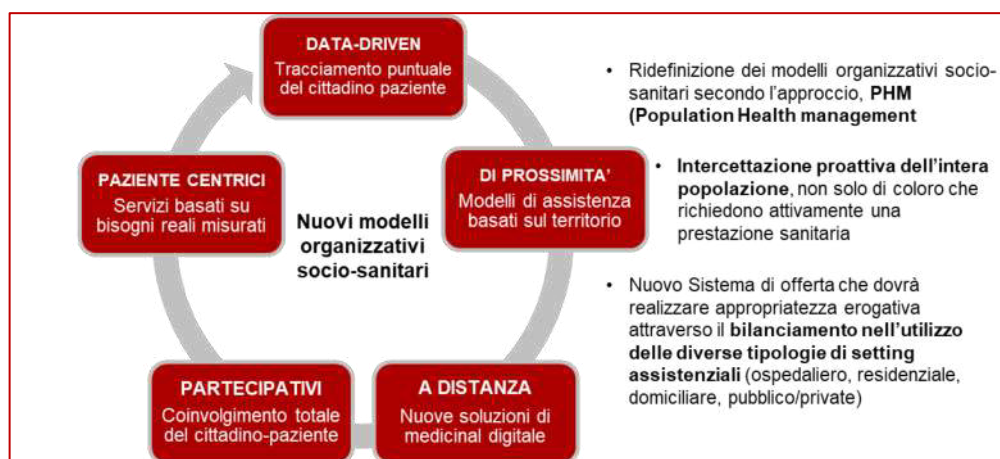 DATA-DRIVEN
Tracciamento puntuale
del cittadino paziente
DI PROSSIMITA'
Modelli di assistenza
basati sul territorio
A DISTANZA
Nuove soluzioni di
medicinal digitale
PARTECIPATIVI
Coinvolgimento totale
del cittadino-paziente
PAZIENTE CENTRICI
Servizi basati su
bisogni reali misurati
Nuovi modelli
organizzativi
socio-sanitari
• Ridefinizione dei modelli organizzativi socio-
sanitari secondo l'approccio, PHM
(Population Health management
• Intercettazione proattiva dell'intera
popolazione, non solo di coloro che
richiedono attivamente una
prestazione sanitaria
• Nuovo Sistema di offerta che dovrà
realizzare appropriatezza erogativa
attraverso il bilanciamento nell'utilizzo
delle diverse tipologie di setting
assistenziali (ospedaliero, residenziale,
domiciliare, pubblico/private)